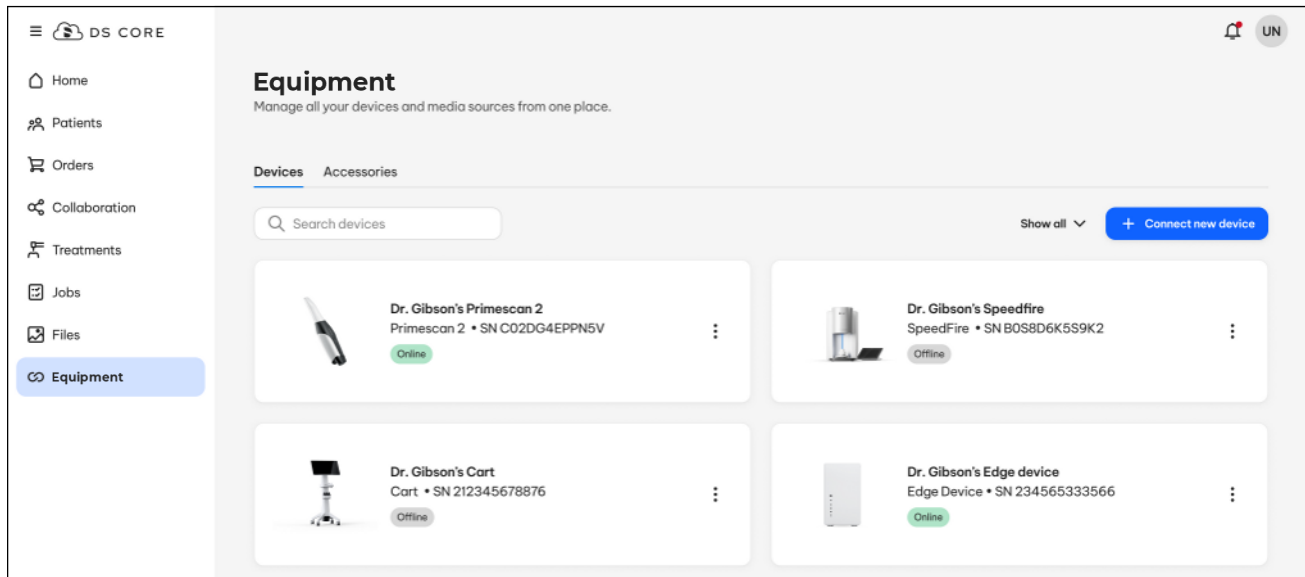 DS CORE
UN
Home
Patients
Orders
Collaboration
Treatments
Jobs
Files
Equipment
Equipment
Manage all your devices and media sources from one place.
Devices Accessories
Search devices
Show all
+ Connect new device
Dr. Gibson's Primescan 2
Primescan 2 • SN C02DG4EPPN5V
Online
Dr. Gibson's Speedfire
SpeedFire • SN B0S8D6K5S9K2
Offline
Dr. Gibson's Cart
Cart • SN 212345678876
Offline
Dr. Gibson's Edge device
Edge Device • SN 234565333566
Online